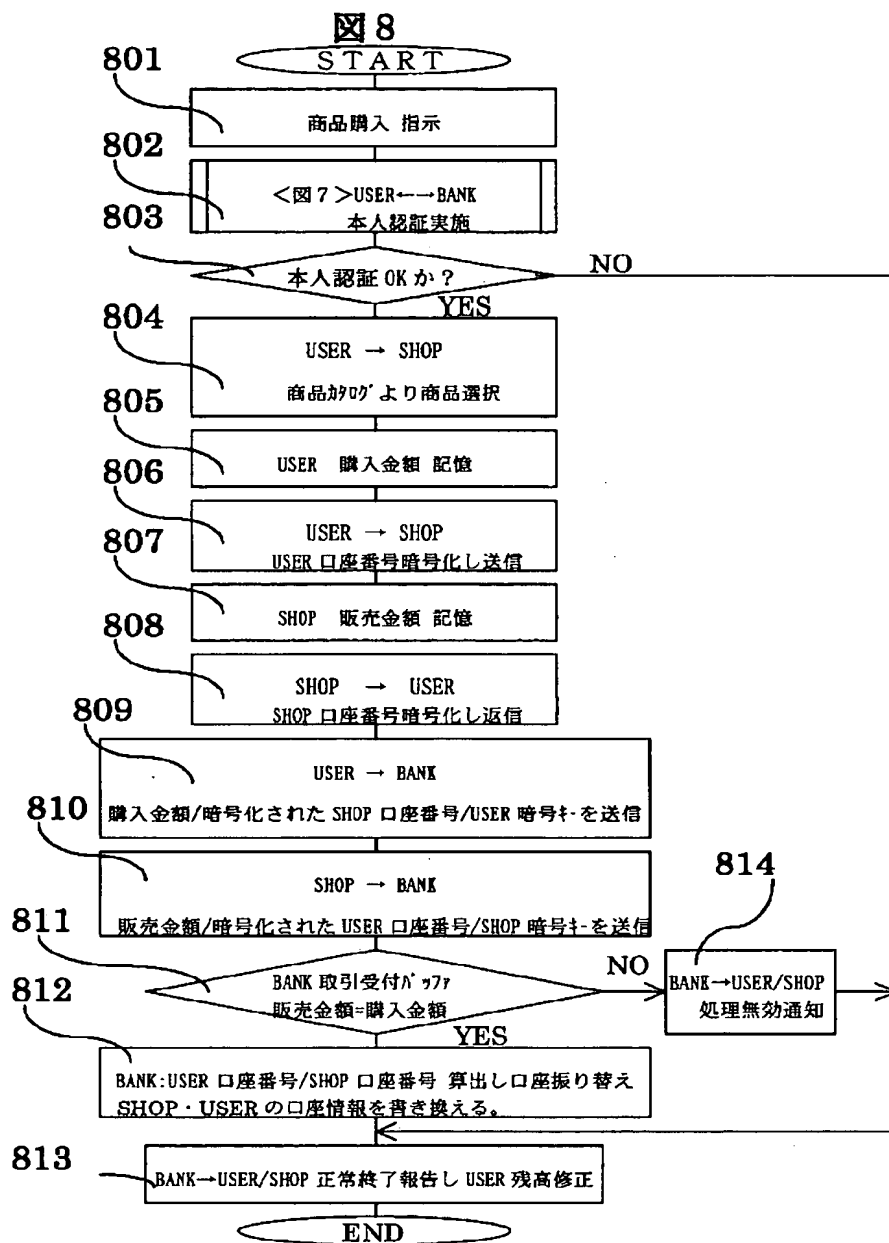 図8
START
801
商品購入 指示
802
<図7>USER←→BANK
本人認証実施
803
本人認証 OKか?
NO
YES
804
USER → SHOP
商品カタログより商品選択
805
USER 購入金額 記憶
806
USER → SHOP
USER 口座番号暗号化し送信
807
SHOP 販売金額 記憶
808
SHOP → USER
SHOP 口座番号暗号化し返信
809
USER → BANK
購入金額/暗号化された SHOP 口座番号/USER 暗号キーを送信
810
SHOP → BANK
販売金額/暗号化された USER 口座番号/SHOP 暗号キーを送信
811
BANK 取引受付バッファ
販売金額=購入金額
NO
YES
814
BANK→USER/SHOP
処理無効通知
812
BANK:USER 口座番号/SHOP 口座番号 算出し口座振り替え
SHOP・USERの口座情報を書き換える。
813
BANK→USER/SHOP 正常終了報告し USER 残高修正
END